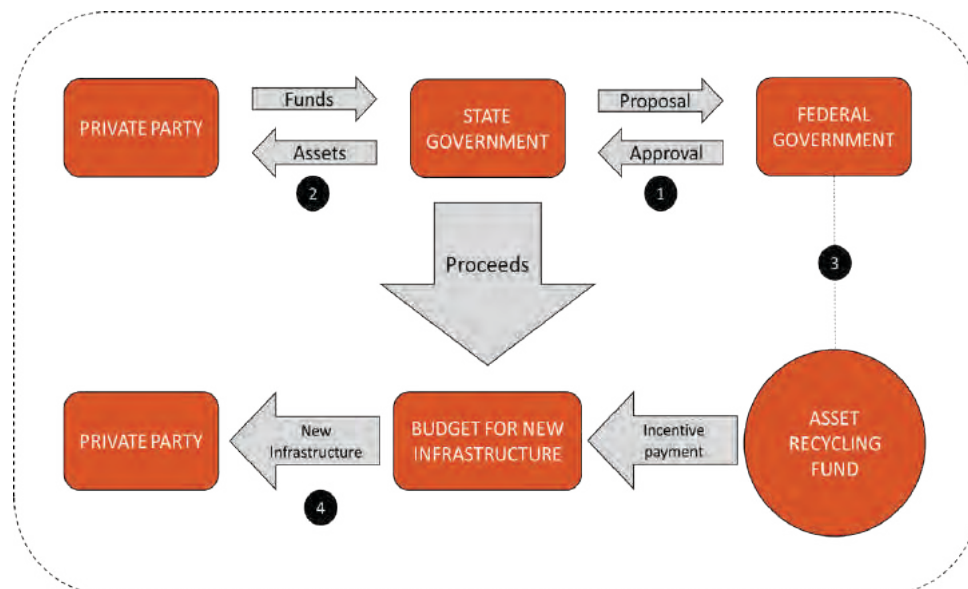 PRIVATE PARTY
Funds
Assets
2
STATE
GOVERNMENT
Proposal
Approval
1
FEDERAL
GOVERNMENT
Proceeds
3
PRIVATE PARTY
New
Infrastructure
4
BUDGET FOR NEW
INFRASTRUCTURE
Incentive
payment
ASSET
RECYCLING
FUND